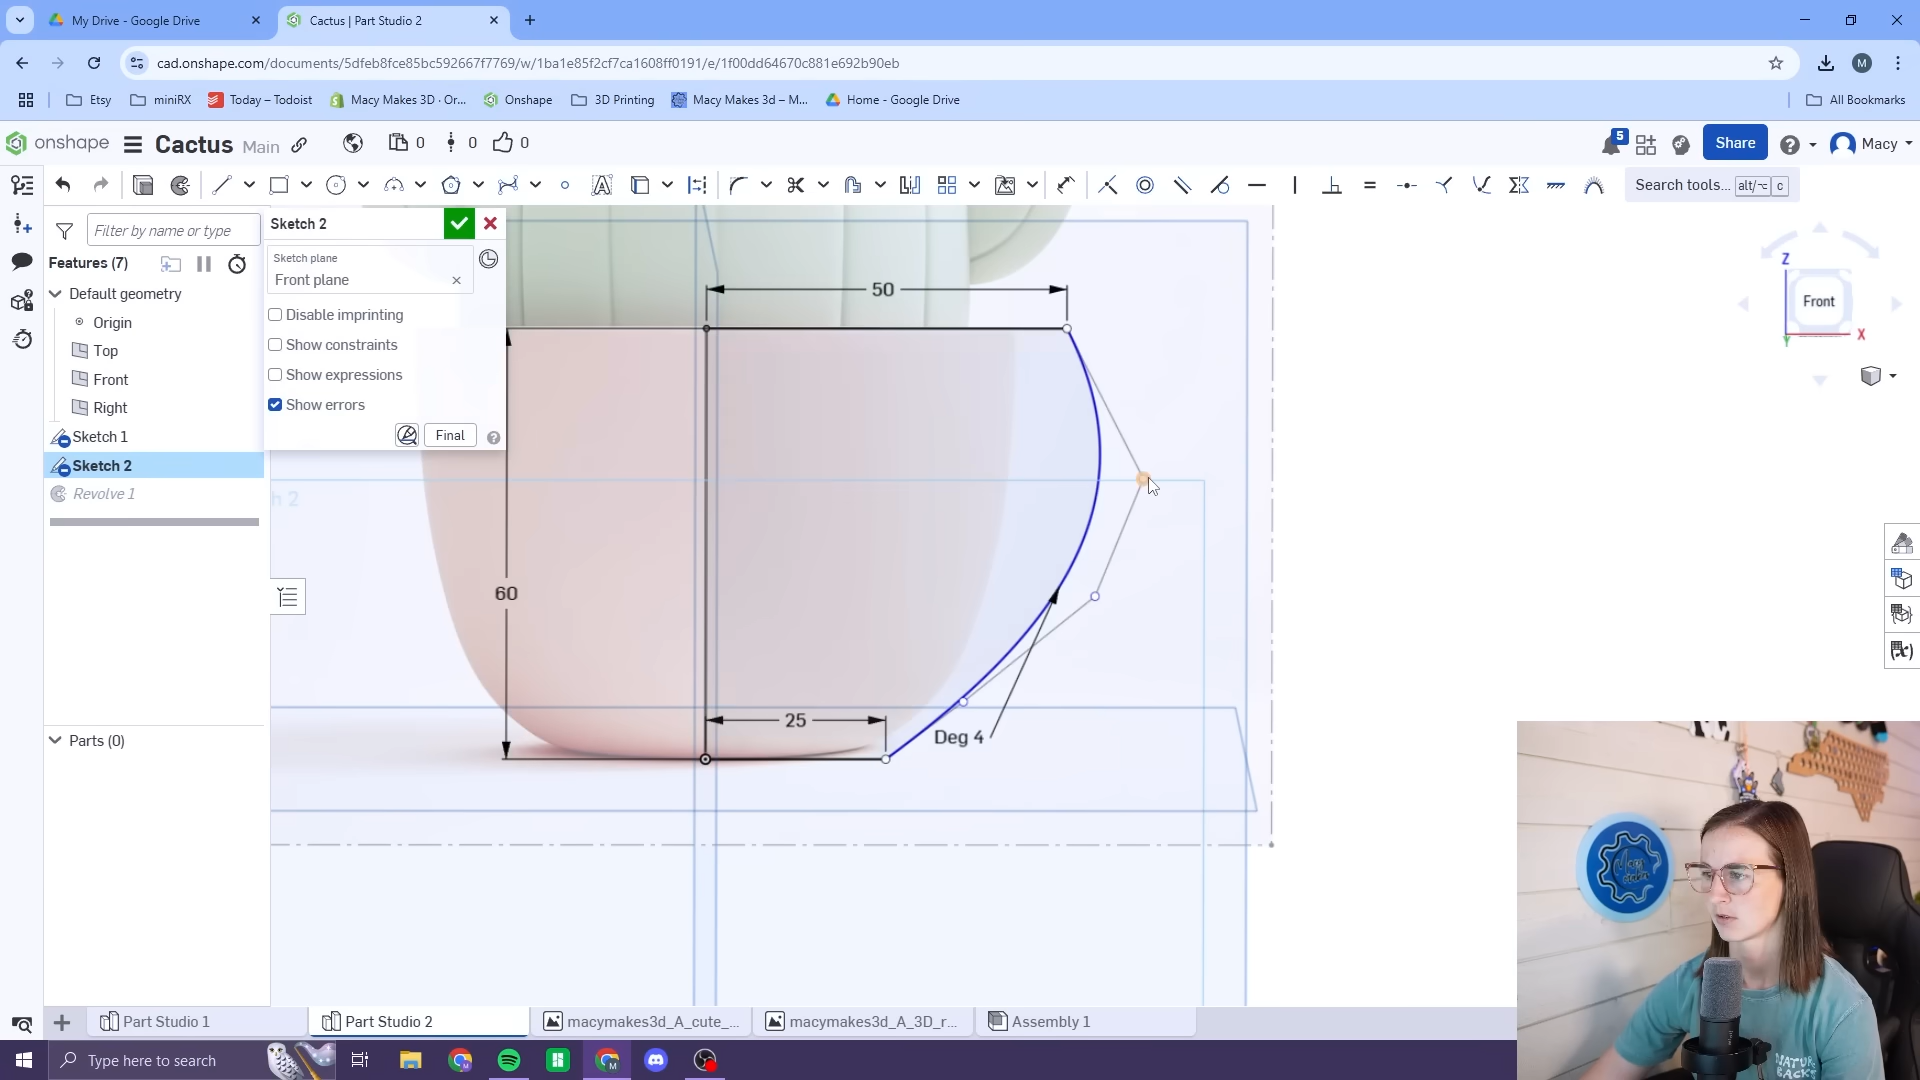 My Drive - Google Drive
Cactus | Part Studio 2
cad.onshape.com/documents/5dfeb8fce85bc592667f7769/w/1ba1e85f2cf7ca1608ff0191/e/1f00dd64670c881e692b90eb
M
Etsy
miniRX
Today – Todoist
Macy Makes 3D · Or...
Onshape
3D Printing
Macy Makes 3d – M...
Home - Google Drive
All Bookmarks
onshape
Cactus Main
0
0
0
5
Share
Macy
Search tools... alt/⌥ c
Filter by name or type
Features (7)
Default geometry
Origin
Top
Front
Right
Sketch 1
Sketch 2
Revolve 1
Parts (0)
Sketch 2
Sketch plane
Front plane
Disable imprinting
Show constraints
Show expressions
Show errors
Final
h 2
50
60
25
Deg 4
Z
Front
X
Y
(x)
Part Studio 1
Part Studio 2
macymakes3d_A_cute_...
macymakes3d_A_3D_r...
Assembly 1
Type here to search